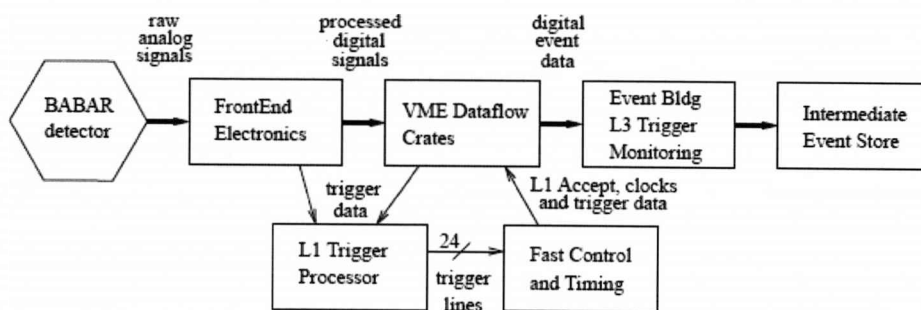 raw
analog
signals
processed
digital
signals
digital
event
data
BABAR
detector
FrontEnd
Electronics
VME Dataflow
Crates
Event Bldg
L3 Trigger
Monitoring
Intermediate
Event Store
trigger
data
L1 Accept, clocks
and trigger data
L1 Trigger
Processor
24
trigger
lines
Fast Control
and Timing